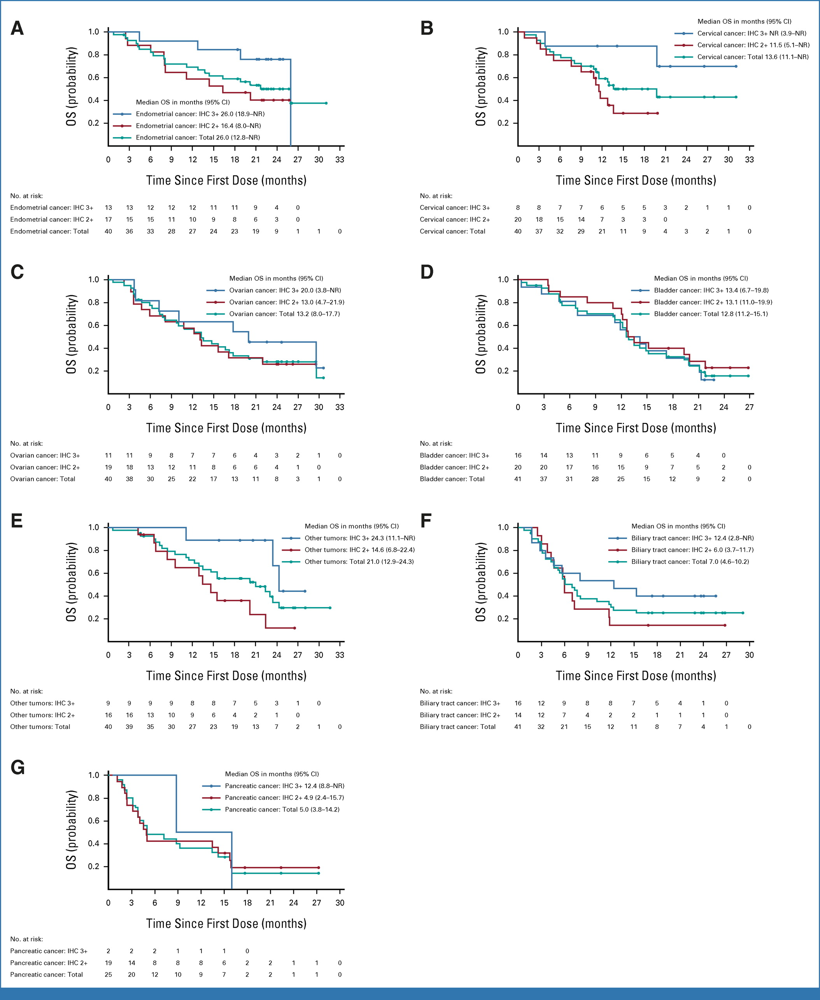 A
OS (probability)
1.0
0.8
0.6
0.4
0.2
Median OS in months (95% CI)
Endometrial cancer: IHC 3+ 26.0 (18.9–NR)
Endometrial cancer: IHC 2+ 16.4 (8.0–NR)
Endometrial cancer: Total 26.0 (12.8–NR)
0 3 6 9 12 15 18 21 24 27 30 33
Time Since First Dose (months)
No. at risk:
Endometrial cancer: IHC 3+ 13 13 12 12 12 11 11 9 4 0
Endometrial cancer: IHC 2+ 17 15 15 11 10 9 8 6 3 0
Endometrial cancer: Total 40 36 33 28 27 24 23 19 9 1 1 0
B
OS (probability)
1.0
0.8
0.6
0.4
0.2
Median OS in months (95% CI)
Cervical cancer: IHC 3+ NR (3.9–NR)
Cervical cancer: IHC 2+ 11.5 (5.1–NR)
Cervical cancer: Total 13.6 (11.1–NR)
0 3 6 9 12 15 18 21 24 27 30 33
Time Since First Dose (months)
No. at risk:
Cervical cancer: IHC 3+ 8 8 7 7 6 5 5 3 2 1 1 0
Cervical cancer: IHC 2+ 20 18 15 14 7 3 3 0
Cervical cancer: Total 40 37 32 29 21 11 9 4 3 2 1 0
C
OS (probability)
1.0
0.8
0.6
0.4
0.2
Median OS in months (95% CI)
Ovarian cancer: IHC 3+ 20.0 (3.8–NR)
Ovarian cancer: IHC 2+ 13.0 (4.7–21.9)
Ovarian cancer: Total 13.2 (8.0–17.7)
0 3 6 9 12 15 18 21 24 27 30 33
Time Since First Dose (months)
No. at risk:
Ovarian cancer: IHC 3+ 11 11 9 8 7 7 6 4 3 2 1 0
Ovarian cancer: IHC 2+ 19 18 13 12 11 8 6 6 4 1 0
Ovarian cancer: Total 40 38 30 25 22 17 13 11 8 3 1 0
D
OS (probability)
1.0
0.8
0.6
0.4
0.2
Median OS in months (95% CI)
Bladder cancer: IHC 3+ 13.4 (6.7–19.8)
Bladder cancer: IHC 2+ 13.1 (11.0–19.9)
Bladder cancer: Total 12.8 (11.2–15.1)
0 3 6 9 12 15 18 21 24 27
Time Since First Dose (months)
No. at risk:
Bladder cancer: IHC 3+ 16 14 13 11 9 6 5 4 0
Bladder cancer: IHC 2+ 20 20 17 16 15 9 7 5 2 0
Bladder cancer: Total 41 37 31 28 25 15 12 9 2 0
E
OS (probability)
1.0
0.8
0.6
0.4
0.2
Median OS in months (95% CI)
Other tumors: IHC 3+ 24.3 (11.1–NR)
Other tumors: IHC 2+ 14.6 (6.8–22.4)
Other tumors: Total 21.0 (12.9–24.3)
0 3 6 9 12 15 18 21 24 27 30 33
Time Since First Dose (months)
No. at risk:
Other tumors: IHC 3+ 9 9 9 9 8 8 7 5 3 1 0
Other tumors: IHC 2+ 16 16 13 10 9 6 4 2 1 0
Other tumors: Total 40 39 35 30 27 23 19 13 7 2 1 0
F
OS (probability)
1.0
0.8
0.6
0.4
0.2
Median OS in months (95% CI)
Biliary tract cancer: IHC 3+ 12.4 (2.8–NR)
Biliary tract cancer: IHC 2+ 6.0 (3.7–11.7)
Biliary tract cancer: Total 7.0 (4.6–10.2)
0 3 6 9 12 15 18 21 24 27 30
Time Since First Dose (months)
No. at risk:
Biliary tract cancer: IHC 3+ 16 12 9 8 8 7 5 4 1 0
Biliary tract cancer: IHC 2+ 14 12 7 4 2 2 1 1 1 0
Biliary tract cancer: Total 41 32 21 15 12 11 8 7 4 1 0
G
OS (probability)
1.0
0.8
0.6
0.4
0.2
Median OS in months (95% CI)
Pancreatic cancer: IHC 3+ 12.4 (8.8–NR)
Pancreatic cancer: IHC 2+ 4.9 (2.4–15.7)
Pancreatic cancer: Total 5.0 (3.8–14.2)
0 3 6 9 12 15 18 21 24 27 30
Time Since First Dose (months)
No. at risk:
Pancreatic cancer: IHC 3+ 2 2 2 1 1 1 0
Pancreatic cancer: IHC 2+ 19 14 8 8 8 6 2 2 1 1 0
Pancreatic cancer: Total 25 20 12 10 9 7 2 2 1 1 0